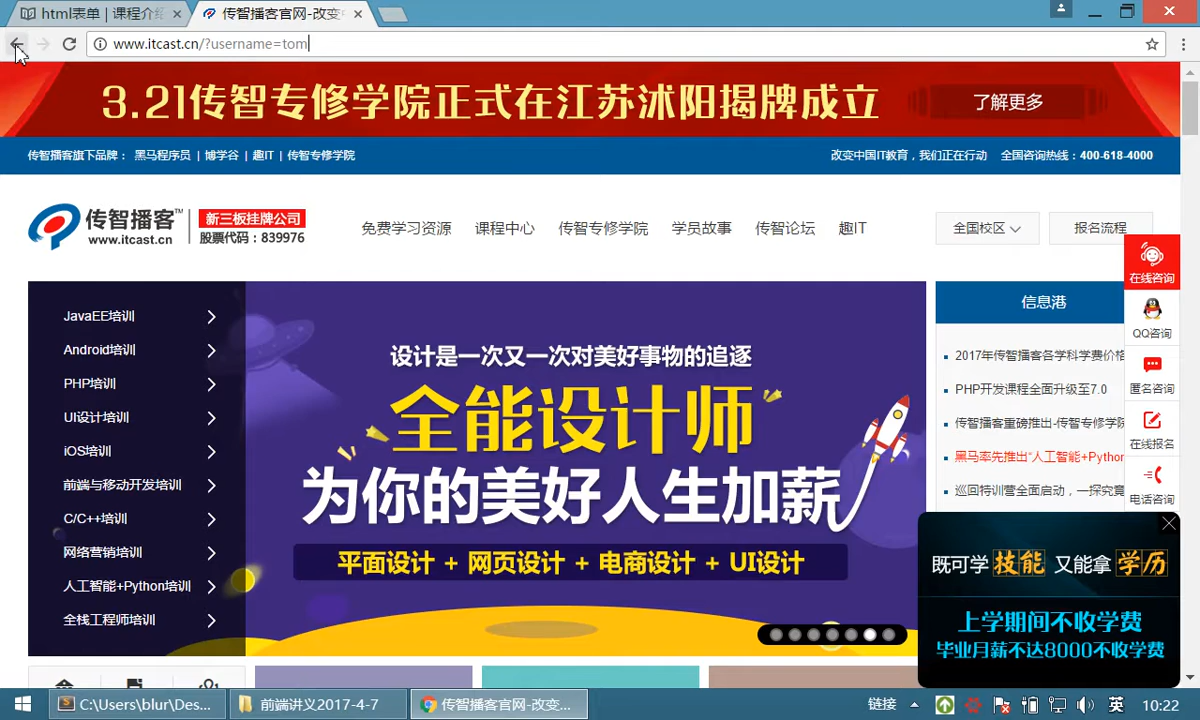 html表单 | 课程介绍
传智播客官网-改变中
www.itcast.cn/?username=tom
3.21传智专修学院正式在江苏沭阳揭牌成立
了解更多
传智播客旗下品牌： 黑马程序员 | 博学谷 | 趣IT | 传智专修学院
改变中国IT教育，我们正在行动 全国咨询热线：400-618-4000
传智播客™
www.itcast.cn
新三板挂牌公司
股票代码：839976
免费学习资源 课程中心 传智专修学院 学员故事 传智论坛 趣IT
全国校区
报名流程
在线咨询
QQ咨询
匿名咨询
在线报名
电话咨询
JavaEE培训
Android培训
PHP培训
UI设计培训
iOS培训
前端与移动开发培训
C/C++培训
网络营销培训
人工智能+Python培训
全栈工程师培训
设计是一次又一次对美好事物的追逐
全能设计师
为你的美好人生加薪
平面设计 + 网页设计 + 电商设计 + UI设计
信息港
2017年传智播客各学科学费价格
PHP开发课程全面升级至7.0
传智播客重磅推出-传智专修学院
黑马率先推出“人工智能+Python
巡回特训营全面启动，一探究竟
既可学技能 又能拿学历
上学期间不收学费
毕业月薪不达8000不收学费
C:\Users\blur\Des...
前端讲义2017-4-7
传智播客官网-改变...
链接
英
10:22